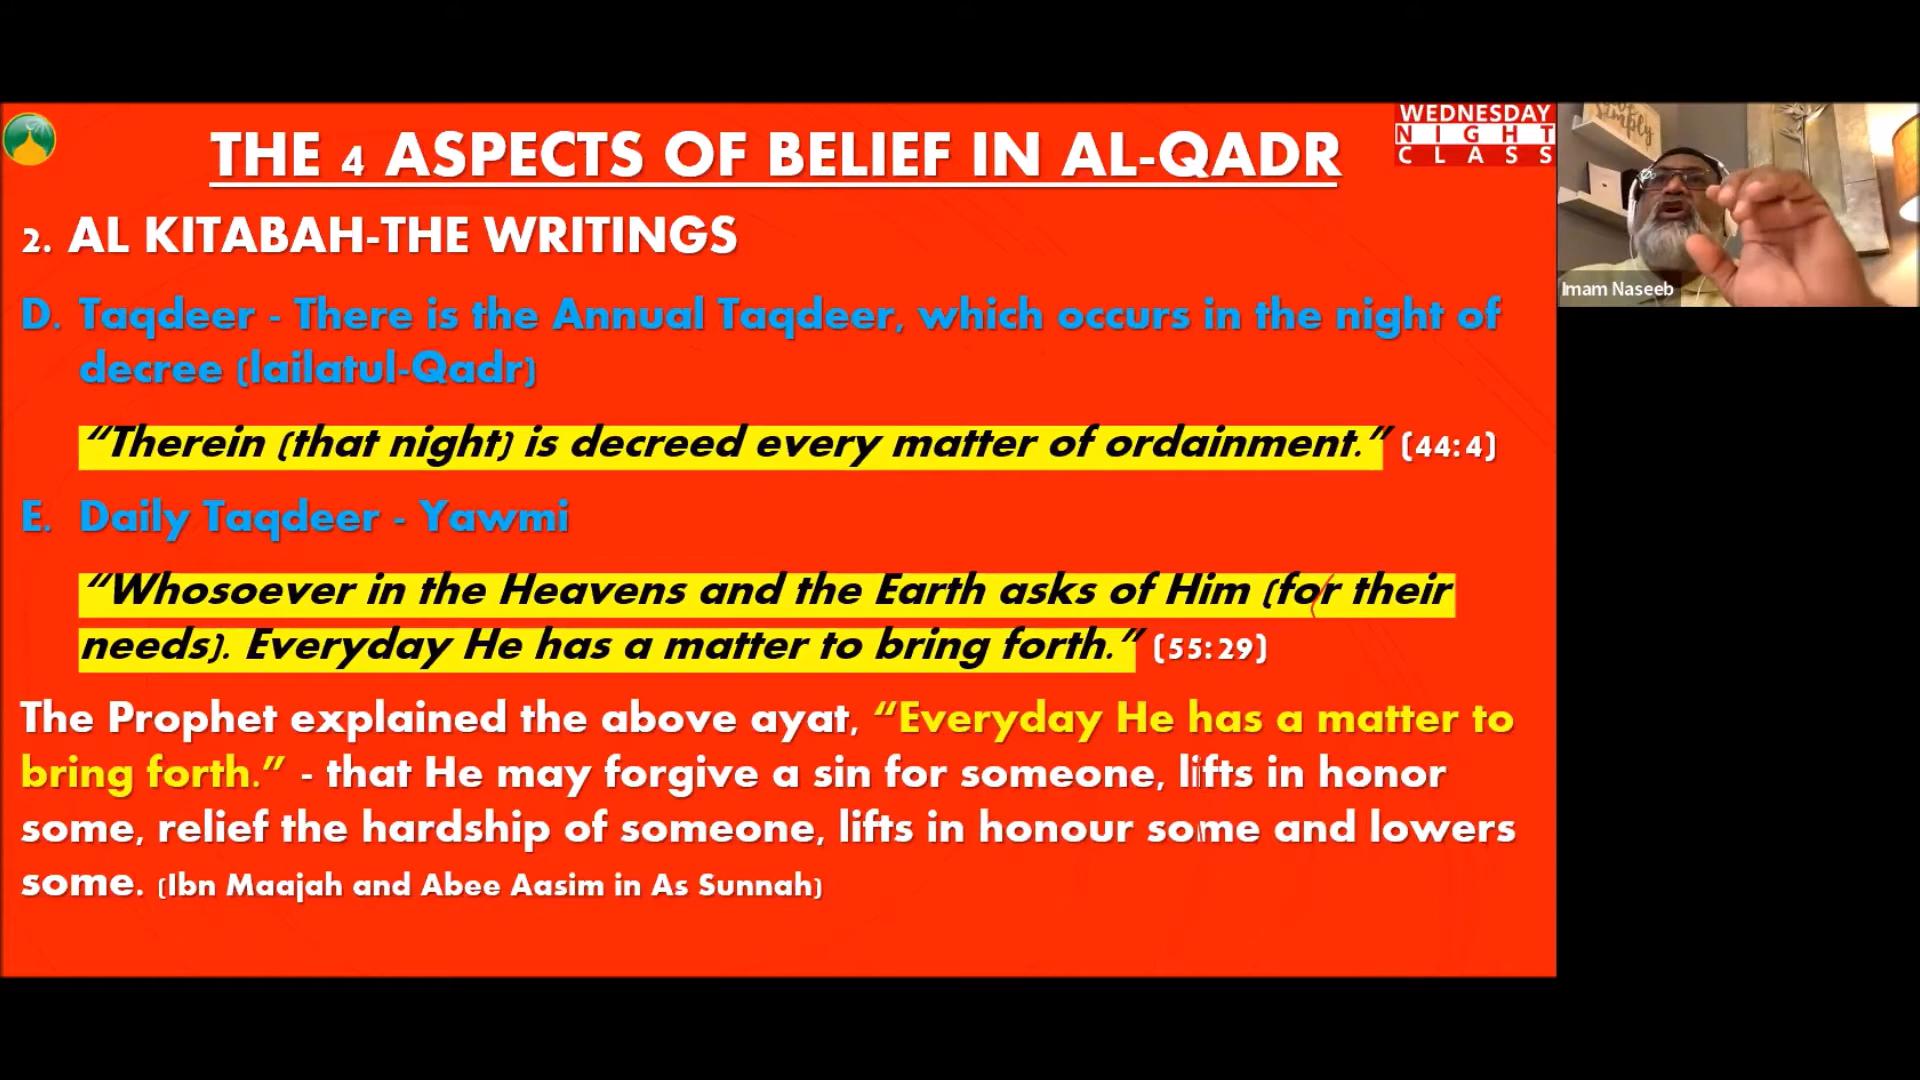 THE 4 ASPECTS OF BELIEF IN AL-QADR
WEDNESDAY
NIGHT
CLASS
Simply
Imam Naseeb
2. AL KITABAH-THE WRITINGS
D. Taqdeer - There is the Annual Taqdeer, which occurs in the night of
decree (lailatul-Qadr)
“Therein (that night) is decreed every matter of ordainment.” (44:4)
E. Daily Taqdeer - Yawmi
“Whosoever in the Heavens and the Earth asks of Him (for their
needs). Everyday He has a matter to bring forth.” (55:29)
The Prophet explained the above ayat, “Everyday He has a matter to
bring forth.” - that He may forgive a sin for someone, lifts in honor
some, relief the hardship of someone, lifts in honour some and lowers
some. (Ibn Maajah and Abee Aasim in As Sunnah)